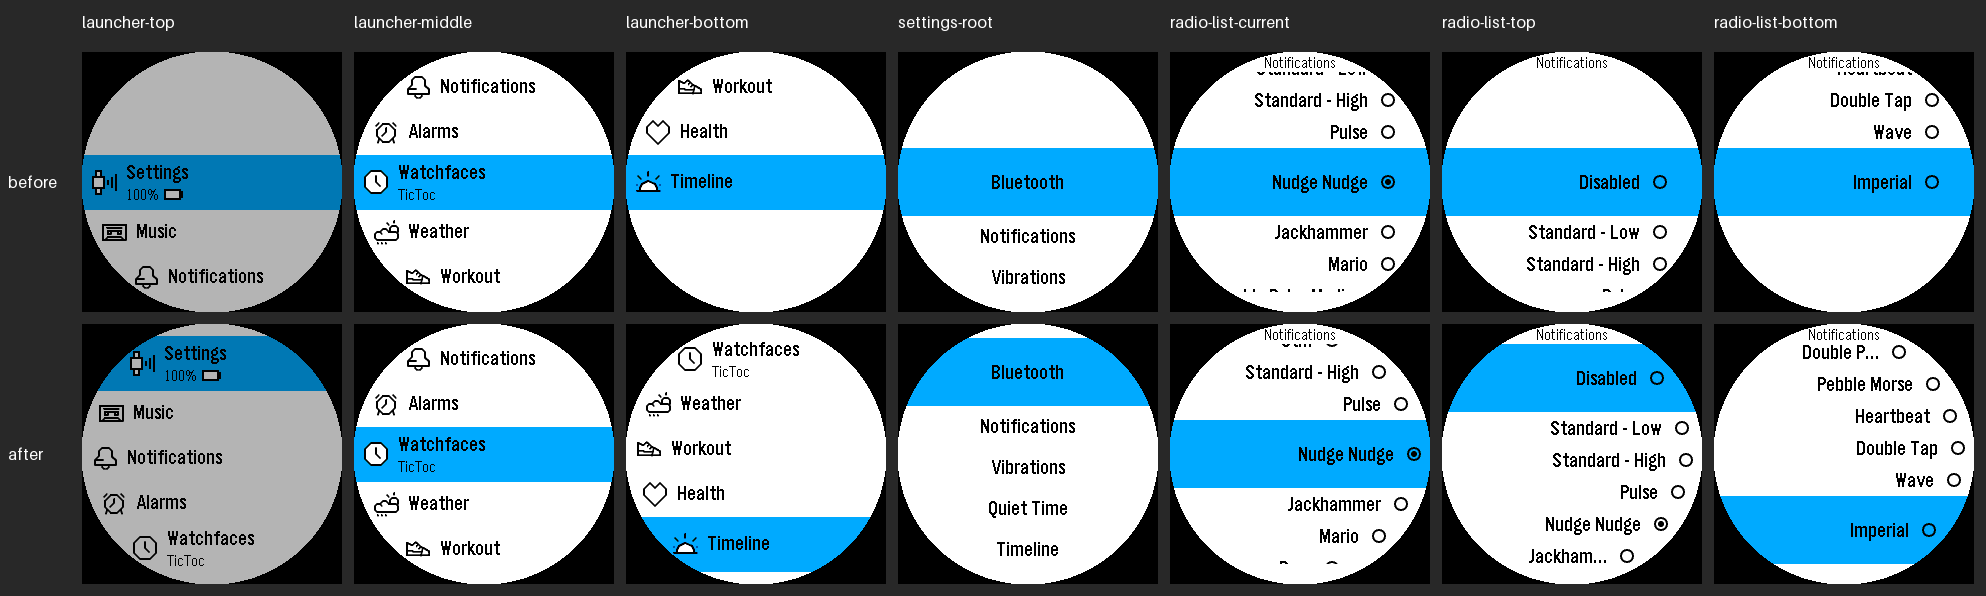 launcher-top
launcher-middle
launcher-bottom
settings-root
radio-list-current
radio-list-top
radio-list-bottom
before
Settings
100%
Music
Notifications
Notifications
Alarms
Watchfaces
TicToc
Weather
Workout
Workout
Health
Timeline
Bluetooth
Notifications
Vibrations
Notifications
Standard - Low
Standard - High
Pulse
Nudge Nudge
Jackhammer
Mario
Notifications
Disabled
Standard - Low
Standard - High
Notifications
Heartbeat
Double Tap
Wave
Imperial
after
Settings
100%
Music
Notifications
Alarms
Watchfaces
TicToc
Notifications
Alarms
Watchfaces
TicToc
Weather
Workout
Watchfaces
TicToc
Weather
Workout
Health
Timeline
Bluetooth
Notifications
Vibrations
Quiet Time
Timeline
Notifications
Standard - High
Pulse
Nudge Nudge
Jackhammer
Mario
Notifications
Disabled
Standard - Low
Standard - High
Pulse
Nudge Nudge
Jackham...
Notifications
Double P...
Pebble Morse
Heartbeat
Double Tap
Wave
Imperial